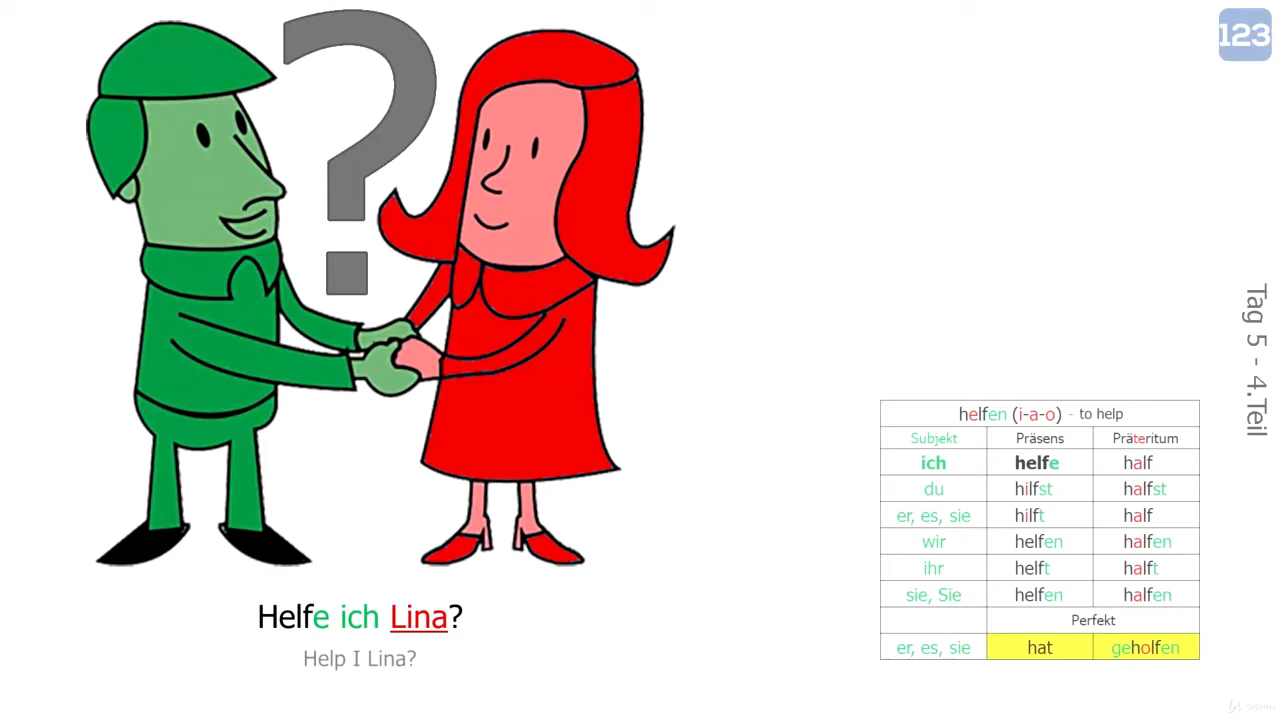 ?
123
Tag 5 - 4.Teil
helfen (i-a-o) - to help
Subjekt Präsens Präteritum
ich helfe half
du hilfst halfst
er, es, sie hilft half
wir helfen halfen
ihr helft halft
sie, Sie helfen halfen
Perfekt
er, es, sie hat geholfen
Helfe ich Lina?
Help I Lina?